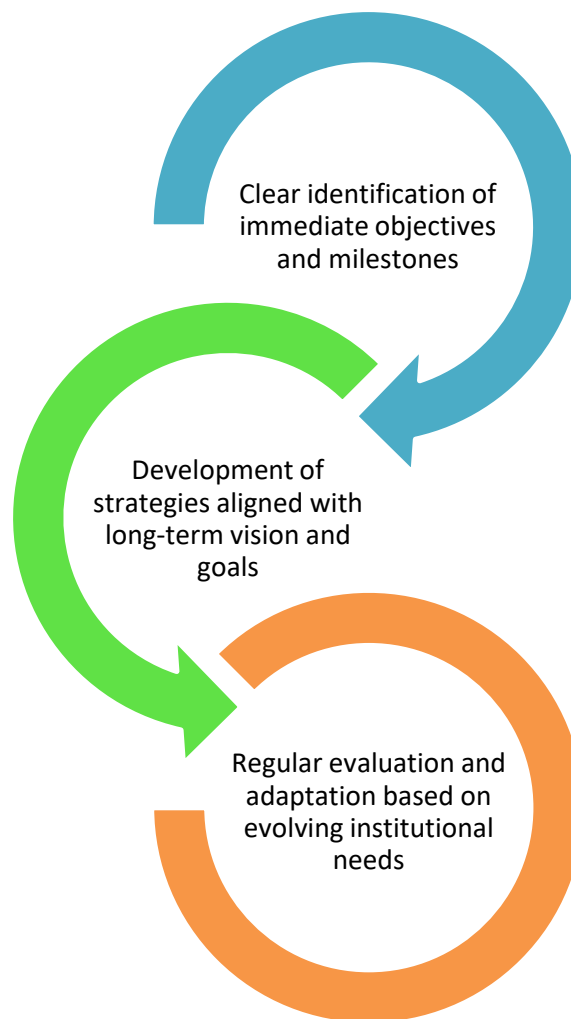 Clear identification of
immediate objectives
and milestones
Development of
strategies aligned with
long-term vision and
goals
Regular evaluation and
adaptation based on
evolving institutional
needs